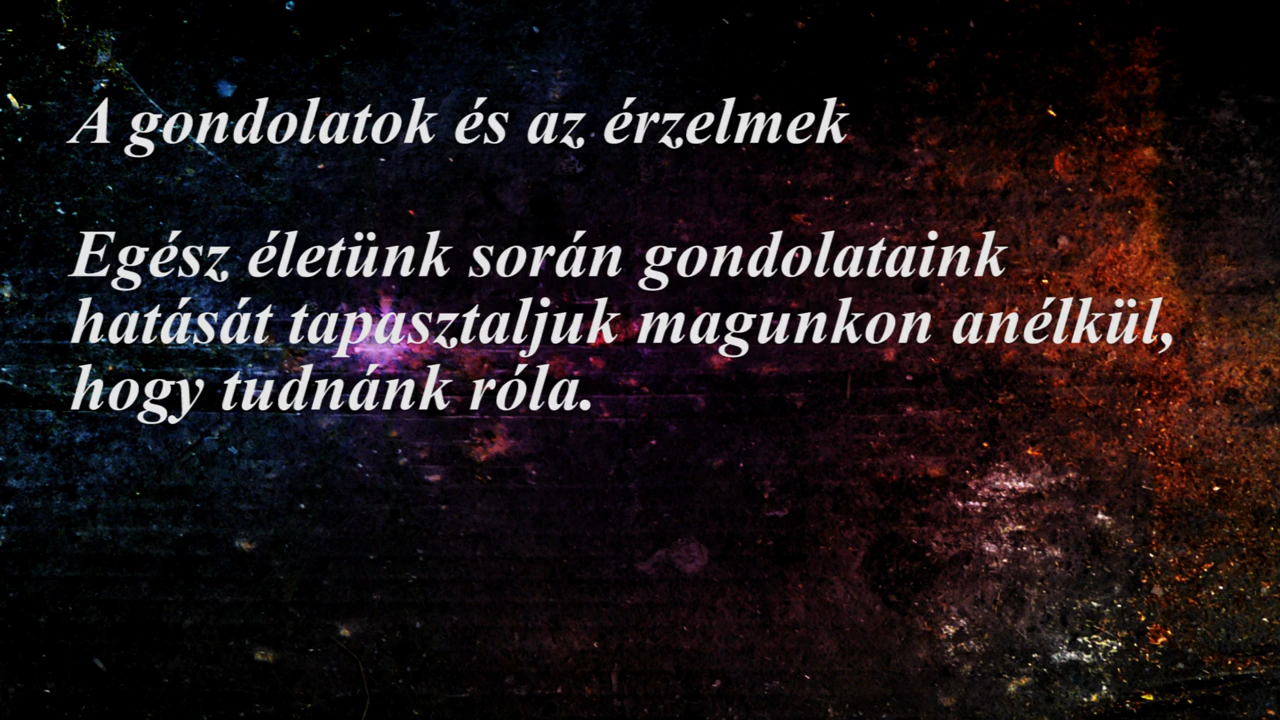 A gondolatok és az érzelmek
Egész életünk során gondolataink
hatását tapasztaljuk magunkon anélkül,
hogy tudnánk róla.